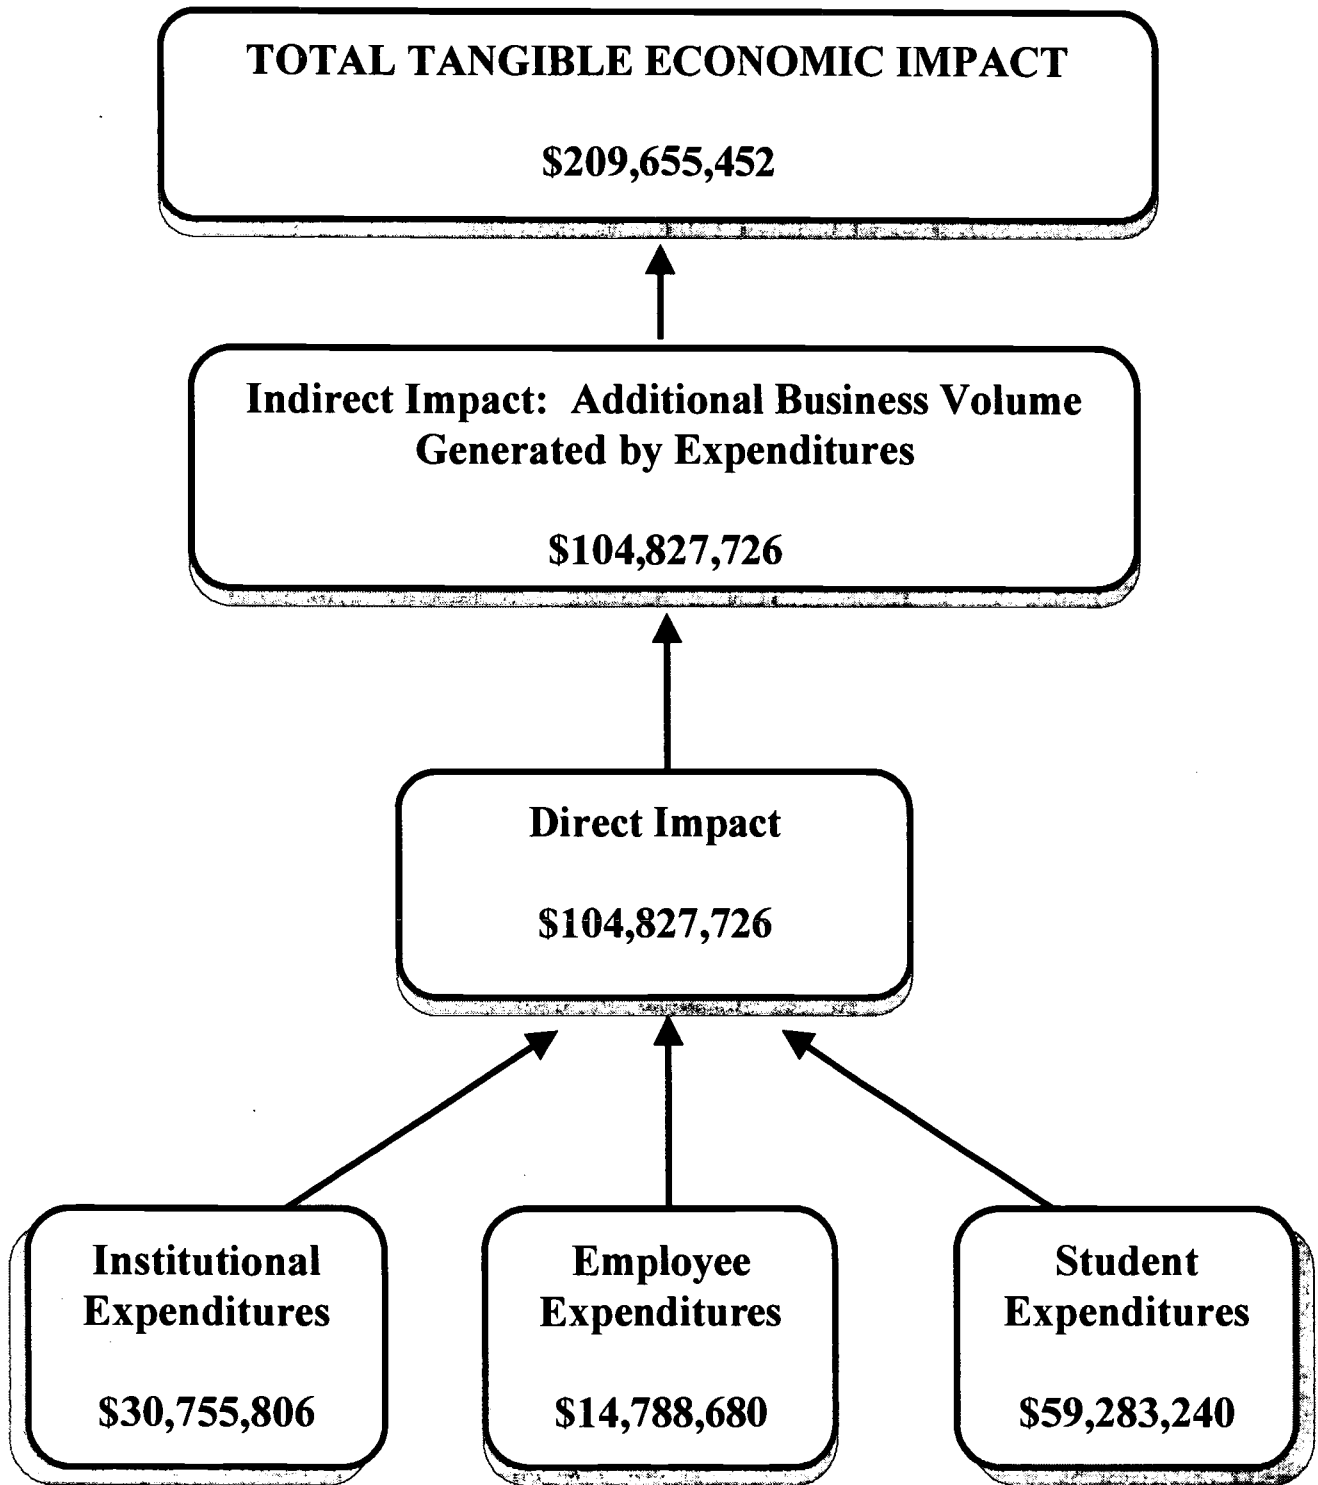 TOTAL TANGIBLE ECONOMIC IMPACT
$209,655,452
Indirect Impact: Additional Business Volume
Generated by Expenditures
$104,827,726
Direct Impact
$104,827,726
Institutional
Expenditures
$30,755,806
Employee
Expenditures
$14,788,680
Student
Expenditures
$59,283,240